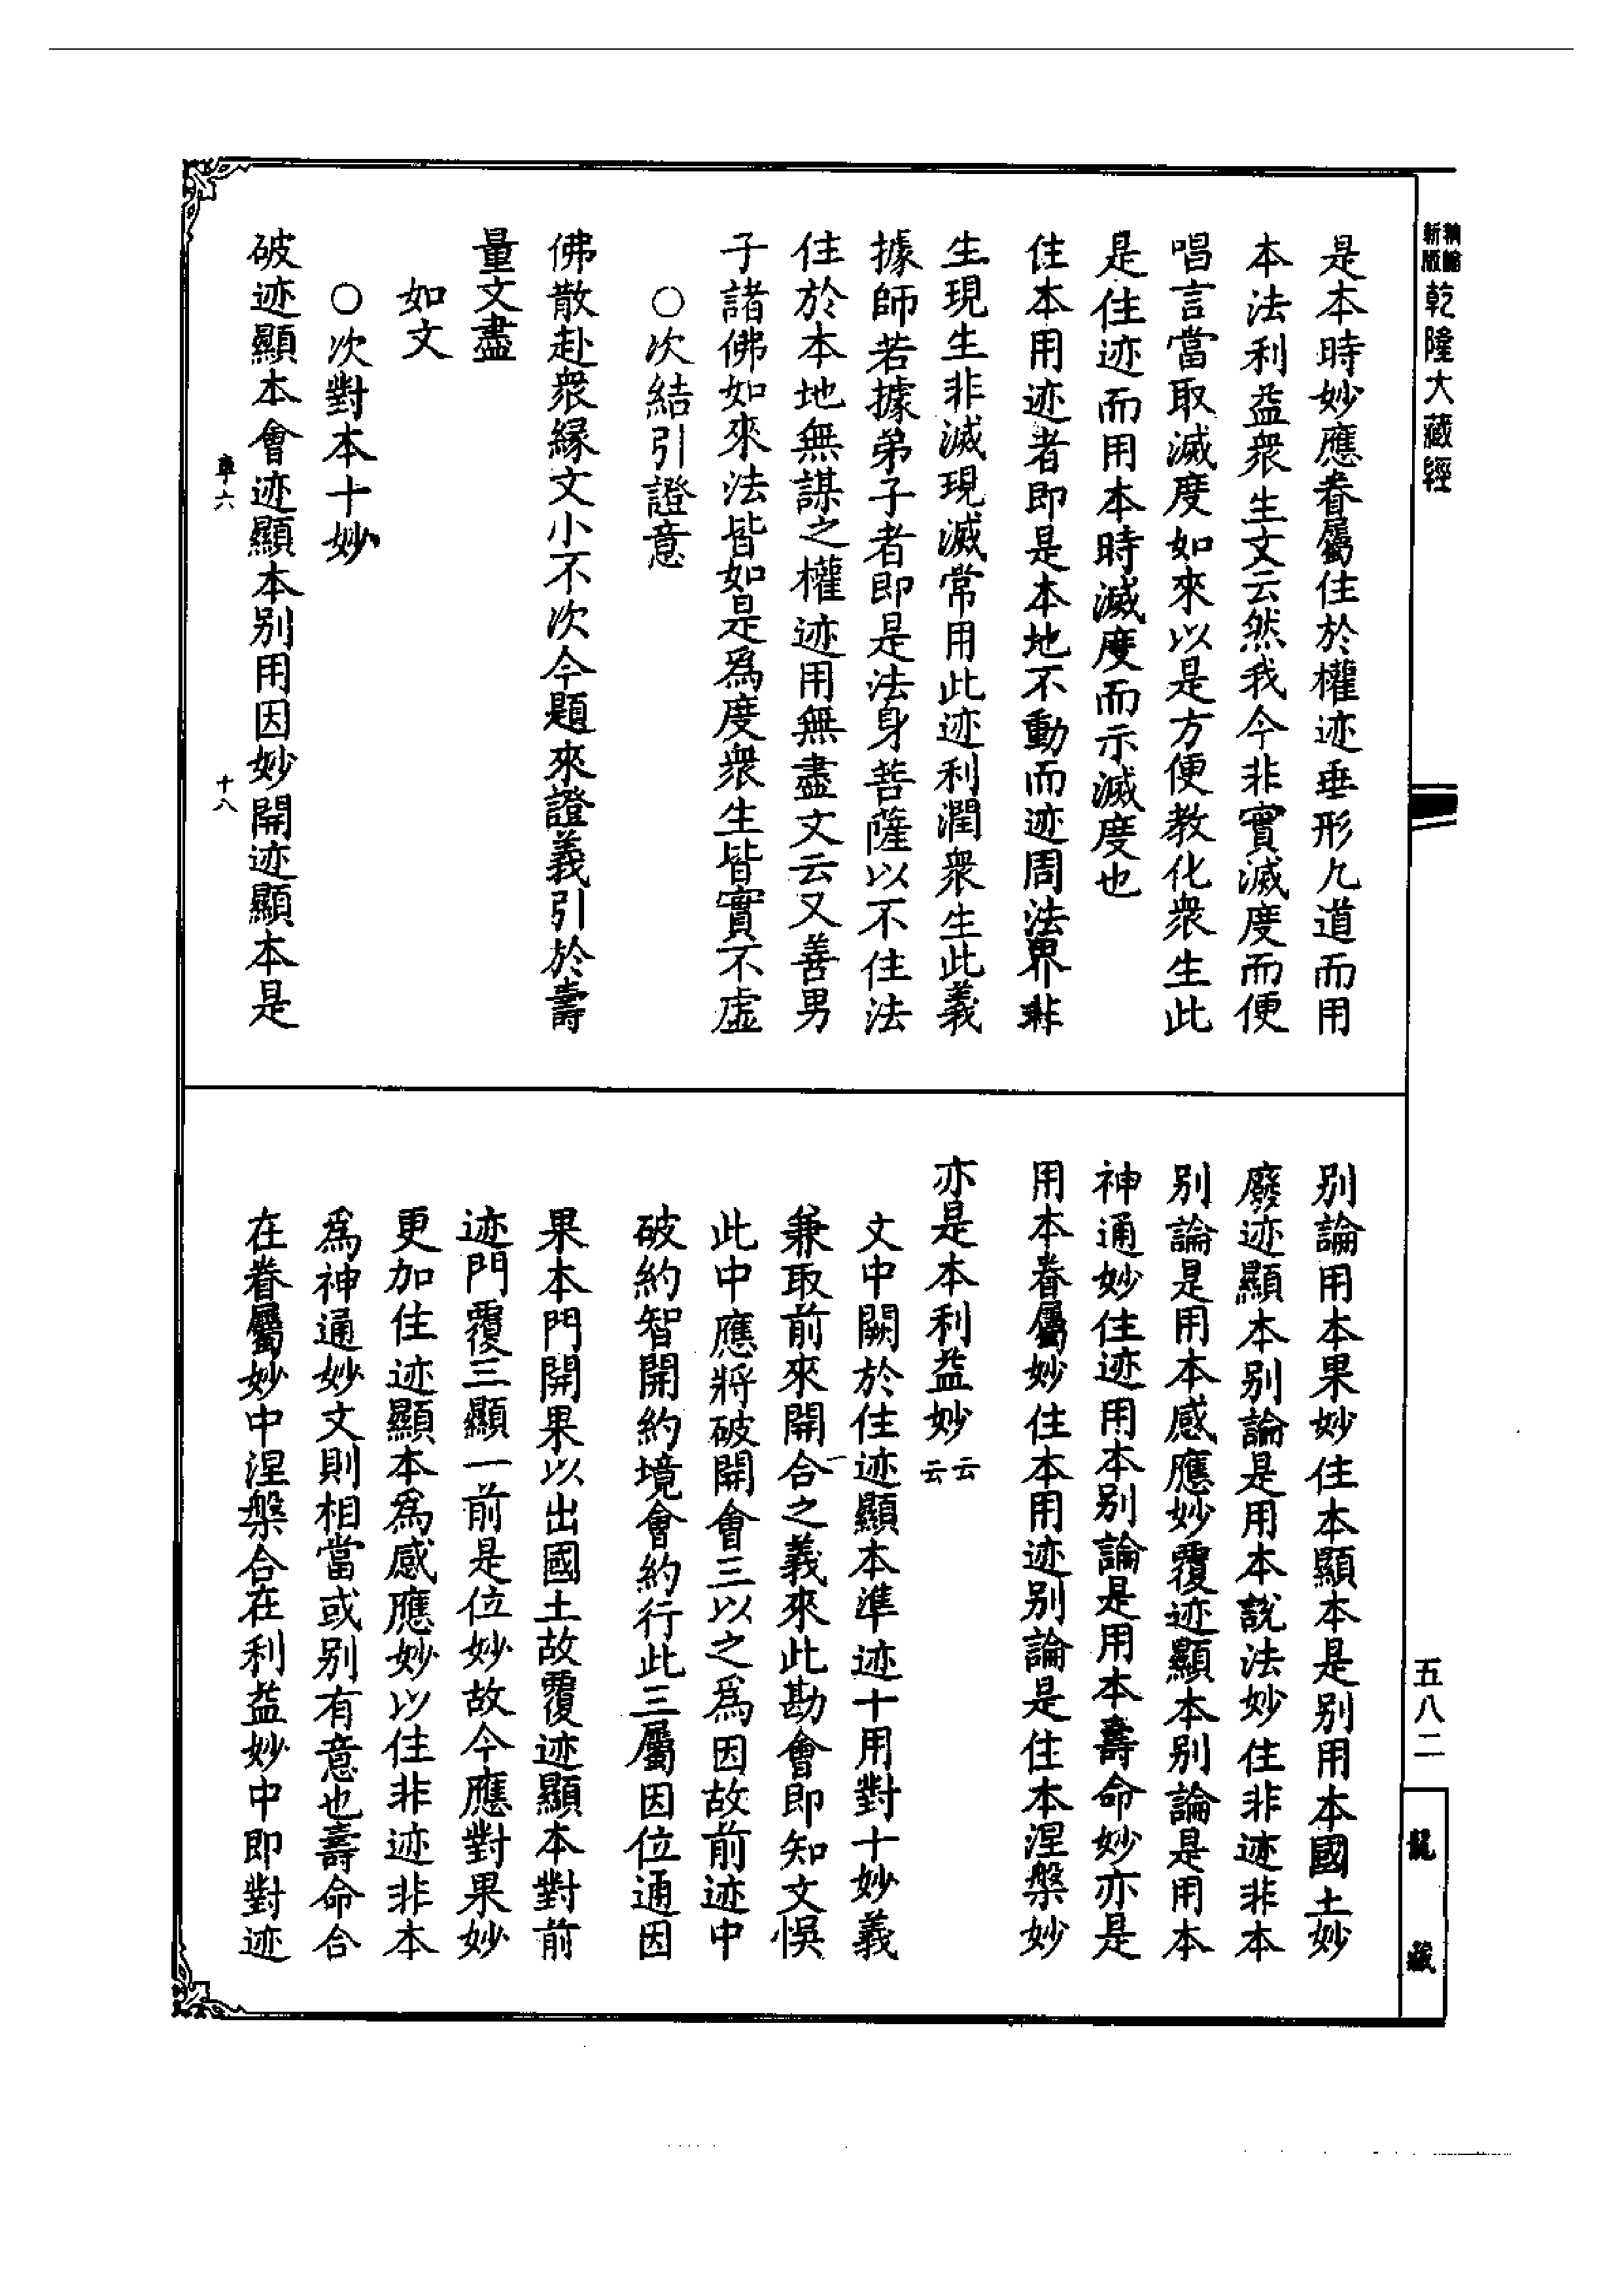 乾隆大藏經
是本時妙應眷屬住於權迹垂形九道而用
本法利益衆生文云然我今非實滅度而便
唱言當取滅度如來以是方便教化衆生此
是住迹而用本時滅度而示滅度也
住本用迹者即是本地不動而迹周法界非
生現生非滅現滅常用此迹利潤衆生此義
據師若據弟子者即是法身菩薩以不住法
住於本地無謀之權迹用無盡文云又善男
子諸佛如來法皆如是爲度衆生皆實不虛
○次結引證意
佛散赴衆緣文小不次今題來證義引於壽
量文盡
如文
○次對本十妙
破迹顯本會迹顯本別用因妙開迹顯本是
六
十八
別論用本果妙住本顯本是別用本國土妙
廢迹顯本別論是用本說法妙住非迹非本
別論是用本感應妙覆迹顯本別論是用本
神通妙住迹用本別論是用本壽命妙亦是
用本眷屬妙住本用迹別論是住本涅槃妙
亦是本利益妙云云
文中闕於住迹顯本準迹十用對十妙義
兼取前來開合之義來此勘會即知文悞
此中應將破開會三以之爲因故前迹中
破約智開約境會約行此三屬因位通因
果本門開果以出國土故覆迹顯本對前
迹門覆三顯一前是位妙故今應對果妙
更加住迹顯本爲感應妙以住非迹非本
爲神通妙文則相當或別有意也壽命合
在眷屬妙中涅槃合在利益妙中即對迹
五八二
龍藏